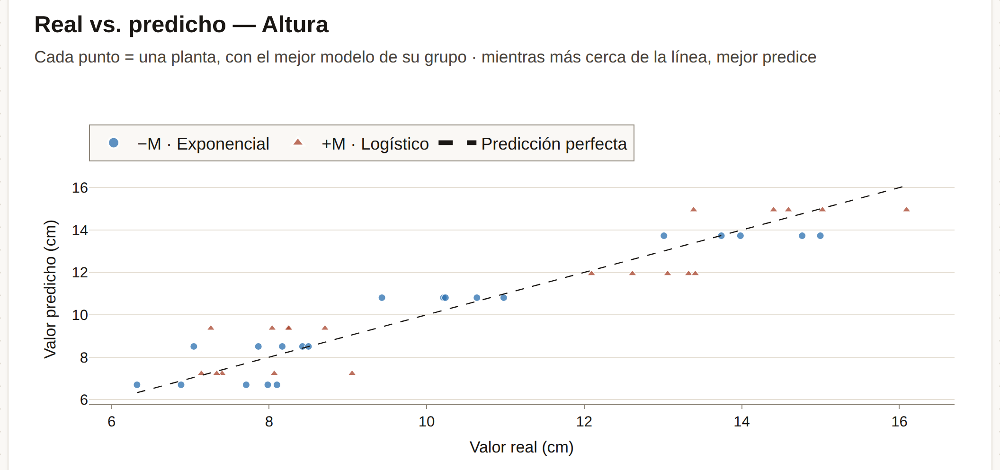 Real vs. predicho — Altura
Cada punto = una planta, con el mejor modelo de su grupo · mientras más cerca de la línea, mejor predice
−M · Exponencial +M · Logístico Predicción perfecta
16
14
12
10
8
6
Valor predicho (cm)
6 8 10 12 14 16
Valor real (cm)